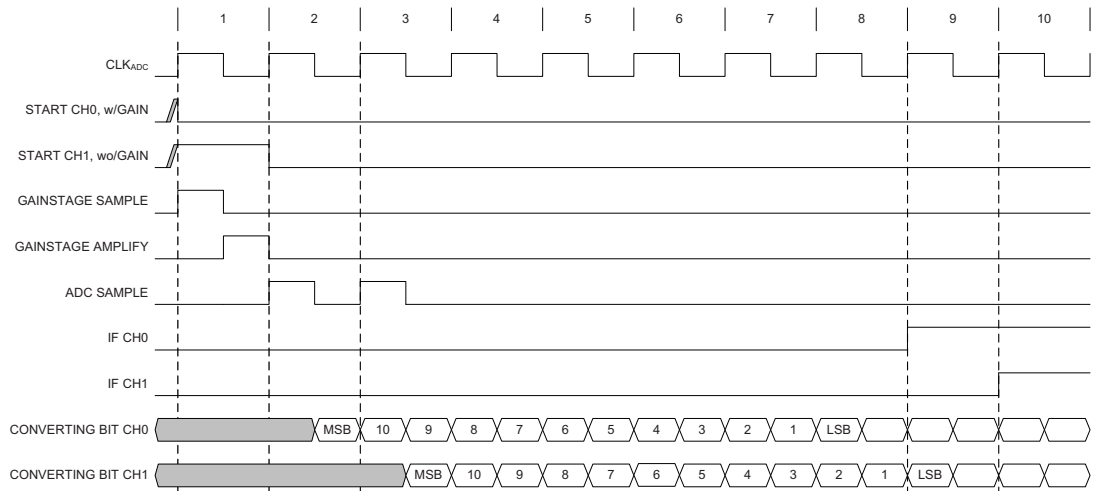 1 2 3 4 5 6 7 8 9 10
CLKADC
START CH0, w/GAIN
START CH1, wo/GAIN
GAINSTAGE SAMPLE
GAINSTAGE AMPLIFY
ADC SAMPLE
IF CH0
IF CH1
CONVERTING BIT CH0 MSB 10 9 8 7 6 5 4 3 2 1 LSB
CONVERTING BIT CH1 MSB 10 9 8 7 6 5 4 3 2 1 LSB